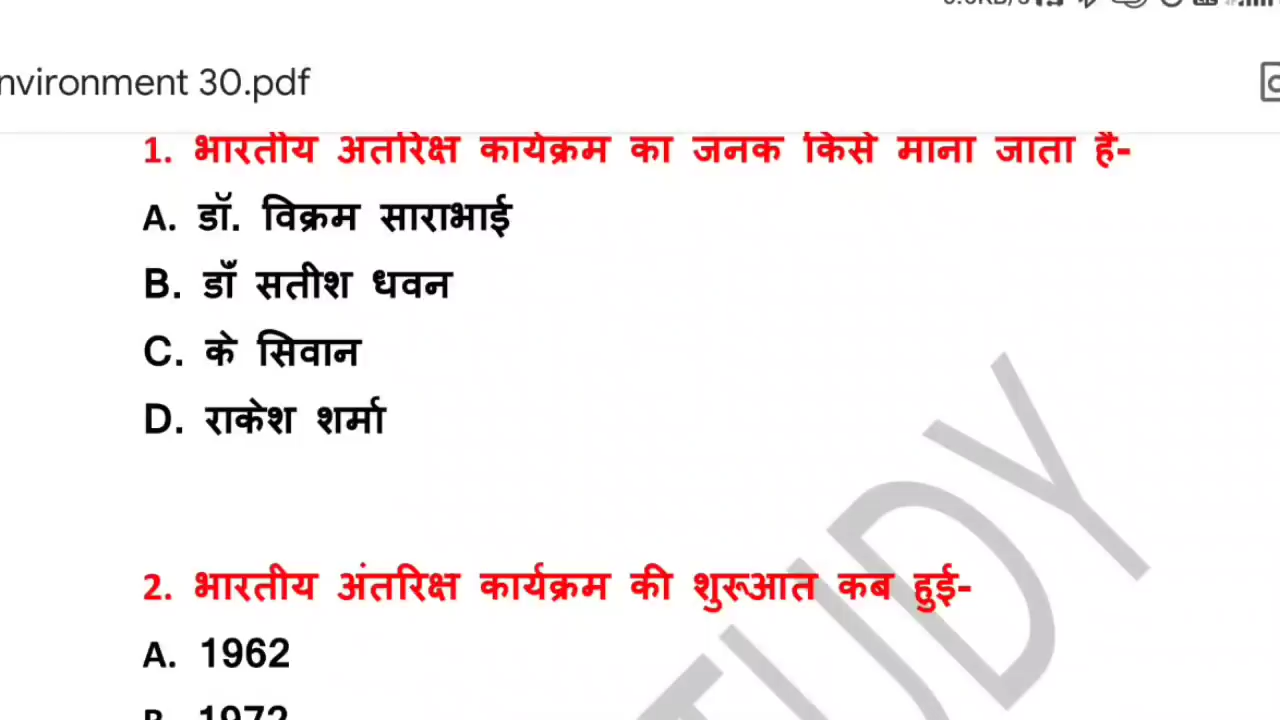 nvironment 30.pdf
1. भारतीय अंतरिक्ष कार्यक्रम का जनक किसे माना जाता है-
A. डॉ. विक्रम साराभाई
B. डाँ सतीश धवन
C. के सिवान
D. राकेश शर्मा
2. भारतीय अंतरिक्ष कार्यक्रम की शुरूआत कब हुई-
A. 1962
B. 1972
TUDY